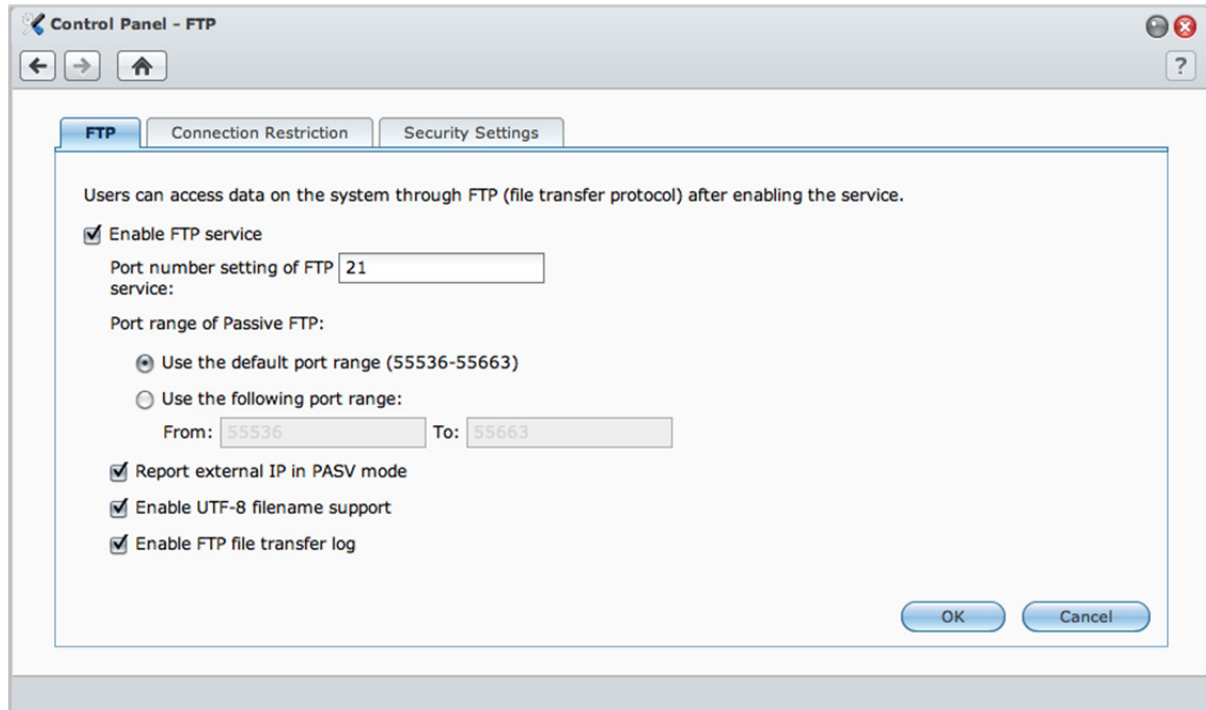 Control Panel - FTP
?
FTP
Connection Restriction
Security Settings
Users can access data on the system through FTP (file transfer protocol) after enabling the service.
Enable FTP service
Port number setting of FTP
service:
21
Port range of Passive FTP:
Use the default port range (55536-55663)
Use the following port range:
From: 55536 To: 55663
Report external IP in PASV mode
Enable UTF-8 filename support
Enable FTP file transfer log
OK
Cancel